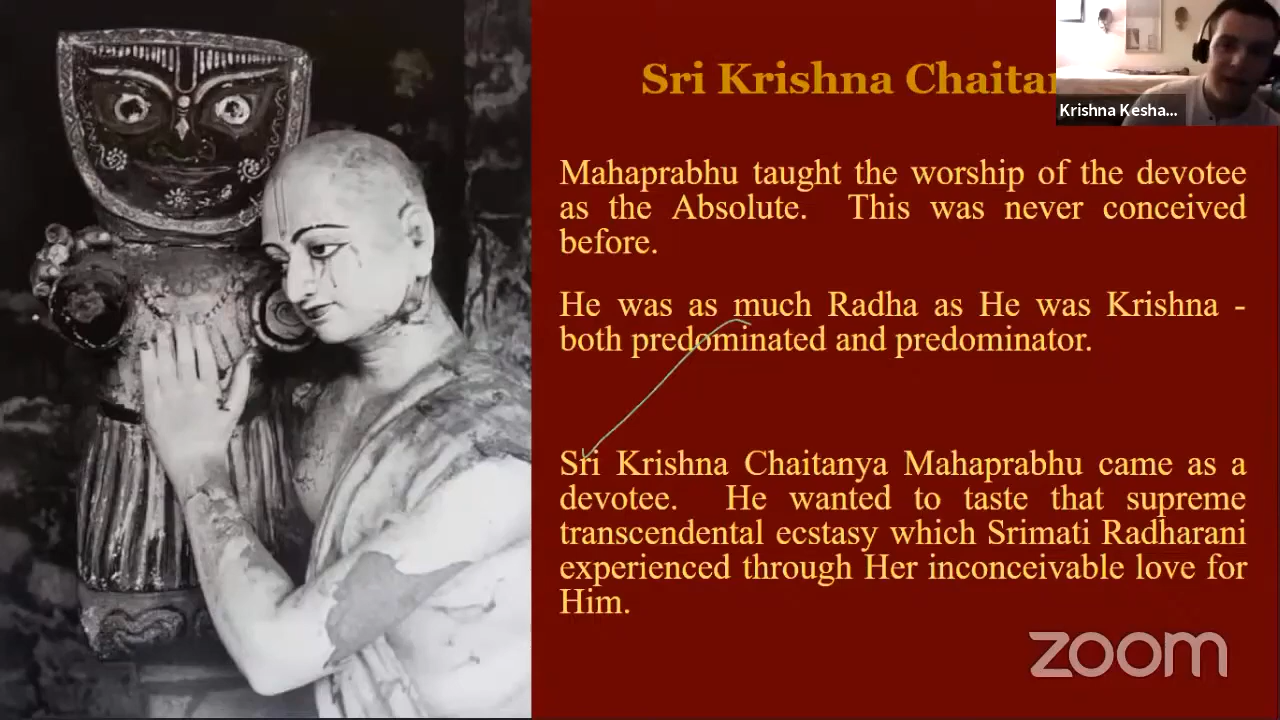 Sri Krishna Chaitan
Krishna Kesha...
Mahaprabhu taught the worship of the devotee
as the Absolute. This was never conceived
before.
He was as much Radha as He was Krishna -
both predominated and predominator.
Sri Krishna Chaitanya Mahaprabhu came as a
devotee. He wanted to taste that supreme
transcendental ecstasy which Srimati Radharani
experienced through Her inconceivable love for
Him.
zoom